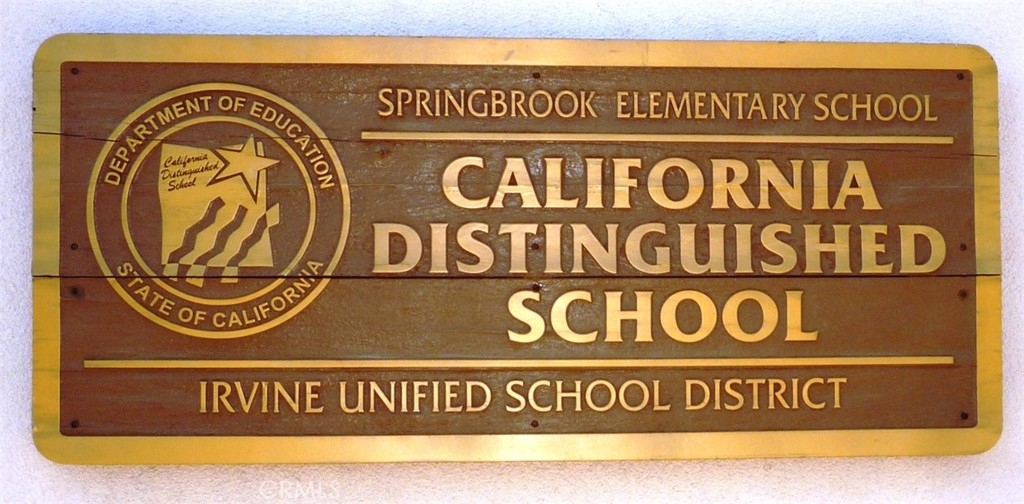 SPRINGBROOK ELEMENTARY SCHOOL
DEPARTMENT OF EDUCATION
California
Distinguished
School
STATE OF CALIFORNIA
CALIFORNIA
DISTINGUISHED
SCHOOL
IRVINE UNIFIED SCHOOL DISTRICT
©CRMLS